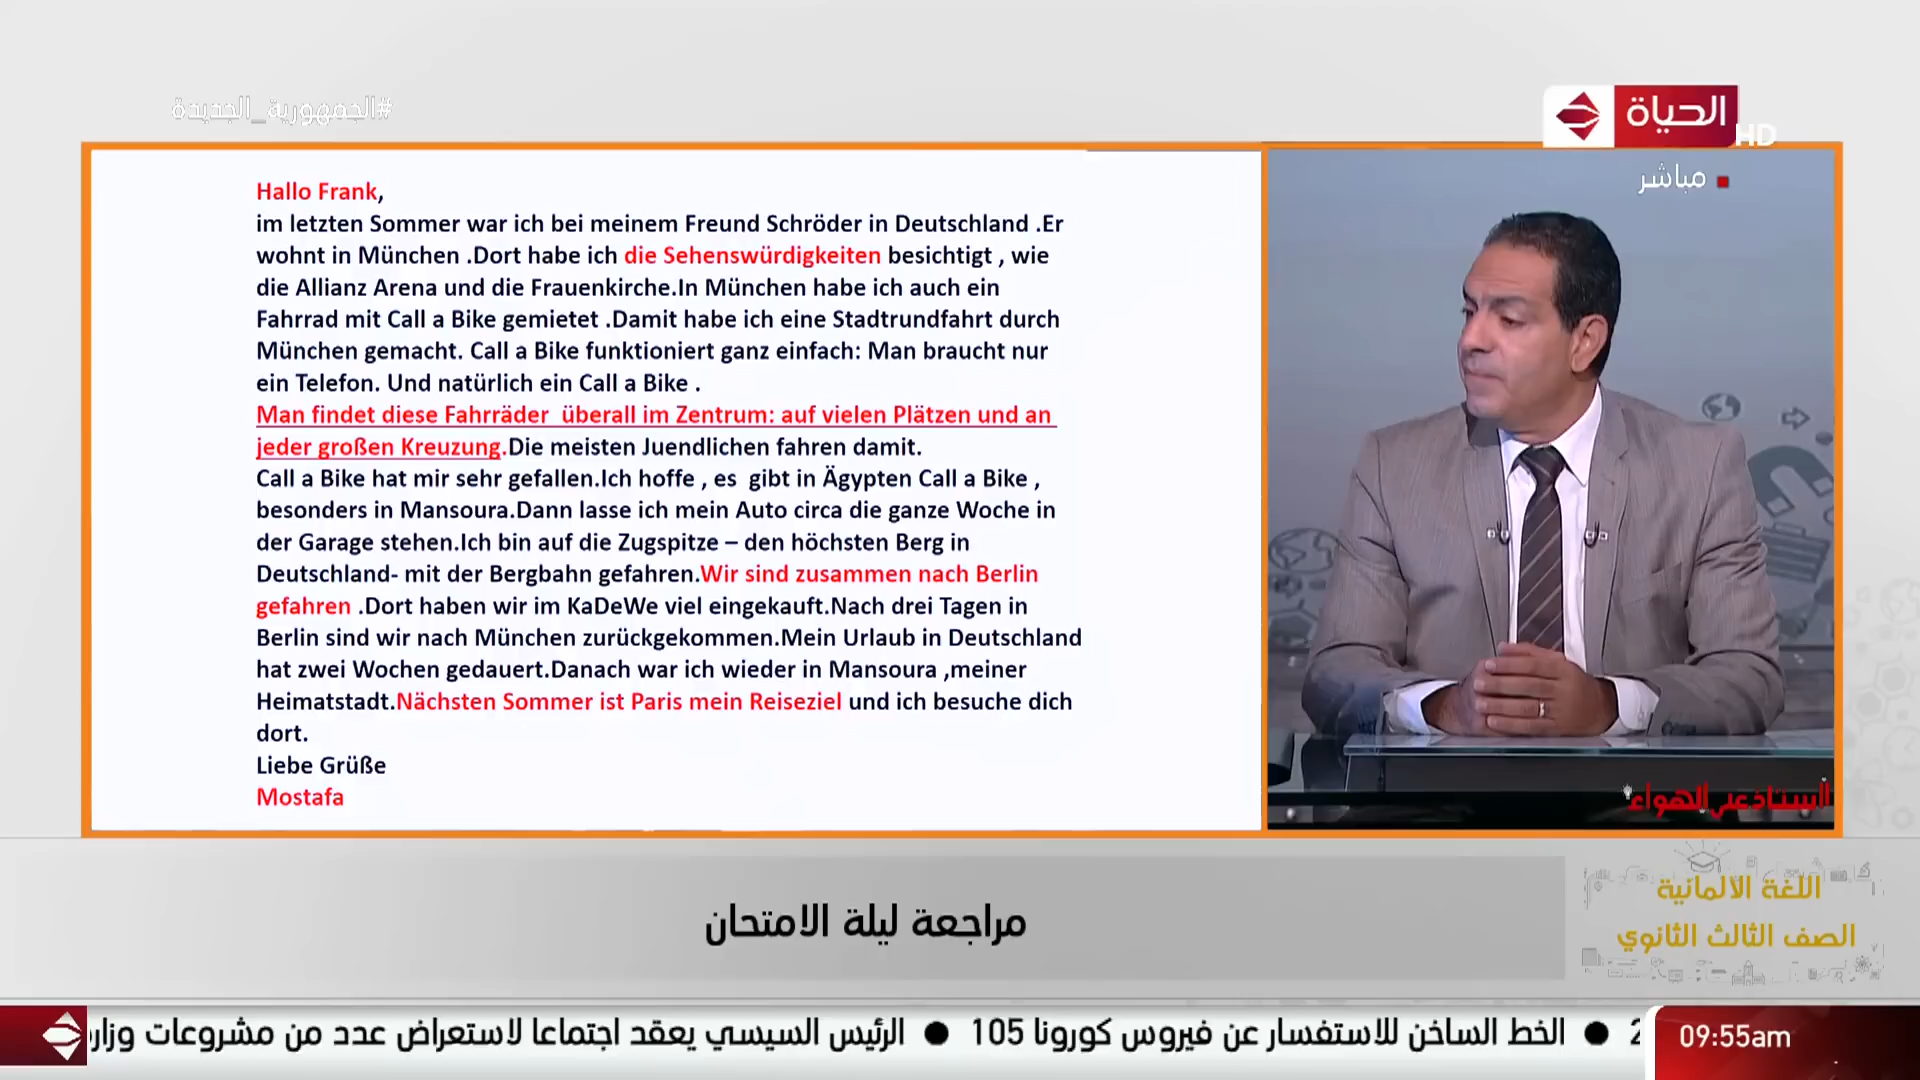 #الجمهورية_الجديدة
الحياة
HD
مباشر
Hallo Frank,
im letzten Sommer war ich bei meinem Freund Schröder in Deutschland .Er
wohnt in München .Dort habe ich die Sehenswürdigkeiten besichtigt , wie
die Allianz Arena und die Frauenkirche.In München habe ich auch ein
Fahrrad mit Call a Bike gemietet .Damit habe ich eine Stadtrundfahrt durch
München gemacht. Call a Bike funktioniert ganz einfach: Man braucht nur
ein Telefon. Und natürlich ein Call a Bike .
Man findet diese Fahrräder  überall im Zentrum: auf vielen Plätzen und an
jeder großen Kreuzung.Die meisten Juendlichen fahren damit.
Call a Bike hat mir sehr gefallen.Ich hoffe , es  gibt in Ägypten Call a Bike ,
besonders in Mansoura.Dann lasse ich mein Auto circa die ganze Woche in
der Garage stehen.Ich bin auf die Zugspitze – den höchsten Berg in
Deutschland- mit der Bergbahn gefahren.Wir sind zusammen nach Berlin
gefahren .Dort haben wir im KaDeWe viel eingekauft.Nach drei Tagen in
Berlin sind wir nach München zurückgekommen.Mein Urlaub in Deutschland
hat zwei Wochen gedauert.Danach war ich wieder in Mansoura ,meiner
Heimatstadt.Nächsten Sommer ist Paris mein Reiseziel und ich besuche dich
dort.
Liebe Grüße
Mostafa
استاذ على الهواء
مراجعة ليلة الامتحان
اللغة الالمانية
الصف الثالث الثانوي
الخط الساخن للاستفسار عن فيروس كورونا 105 ● الرئيس السيسي يعقد اجتماعا لاستعراض عدد من مشروعات
09:55am